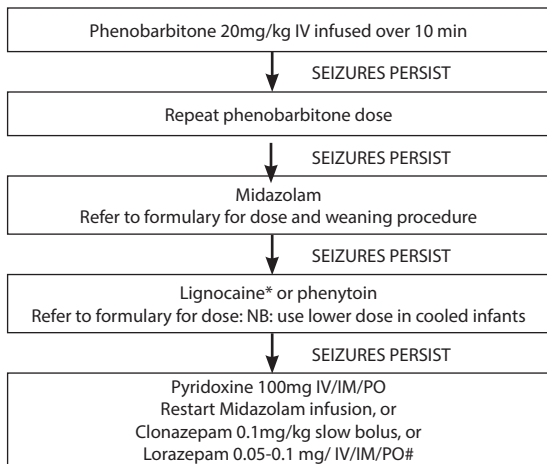 Phenobarbitone 20mg/kg IV infused over 10 min
SEIZURES PERSIST
Repeat phenobarbitone dose
SEIZURES PERSIST
Midazolam
Refer to formulary for dose and weaning procedure
SEIZURES PERSIST
Lignocaine* or phenytoin
Refer to formulary for dose: NB: use lower dose in cooled infants
SEIZURES PERSIST
Pyridoxine 100mg IV/IM/PO
Restart Midazolam infusion, or
Clonazepam 0.1mg/kg slow bolus, or
Lorazepam 0.05-0.1 mg/ IV/IM/PO#